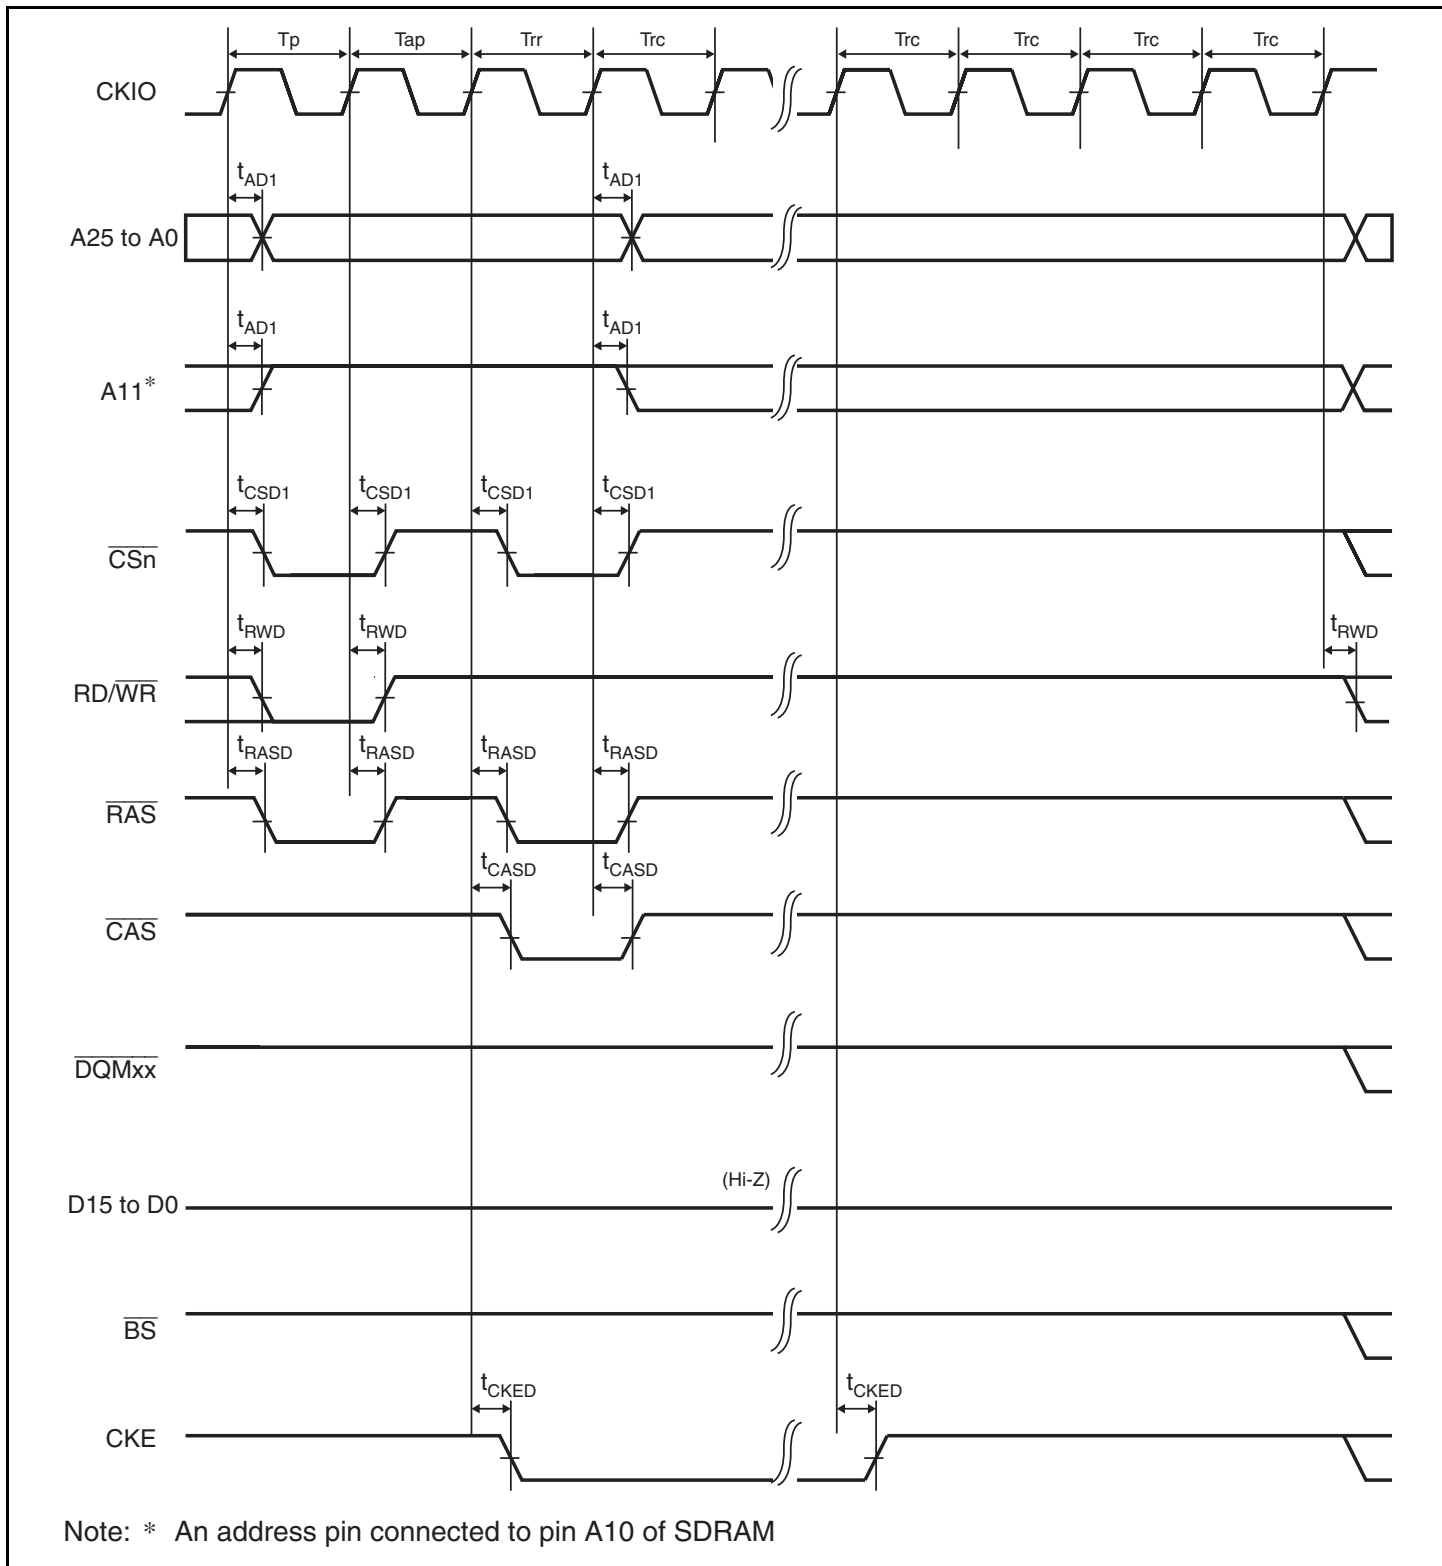 Tp Tap Trr Trc Trc Trc Trc Trc
CKIO
tAD1 tAD1
A25 to A0
tAD1 tAD1
A11*
tCSD1 tCSD1 tCSD1 tCSD1
CSn
tRWD tRWD tRWD
RD/WR
tRASD tRASD tRASD tRASD
RAS
tCASD tCASD
CAS
DQMxx
(Hi-Z)
D15 to D0
BS
tCKED tCKED
CKE
Note: * An address pin connected to pin A10 of SDRAM